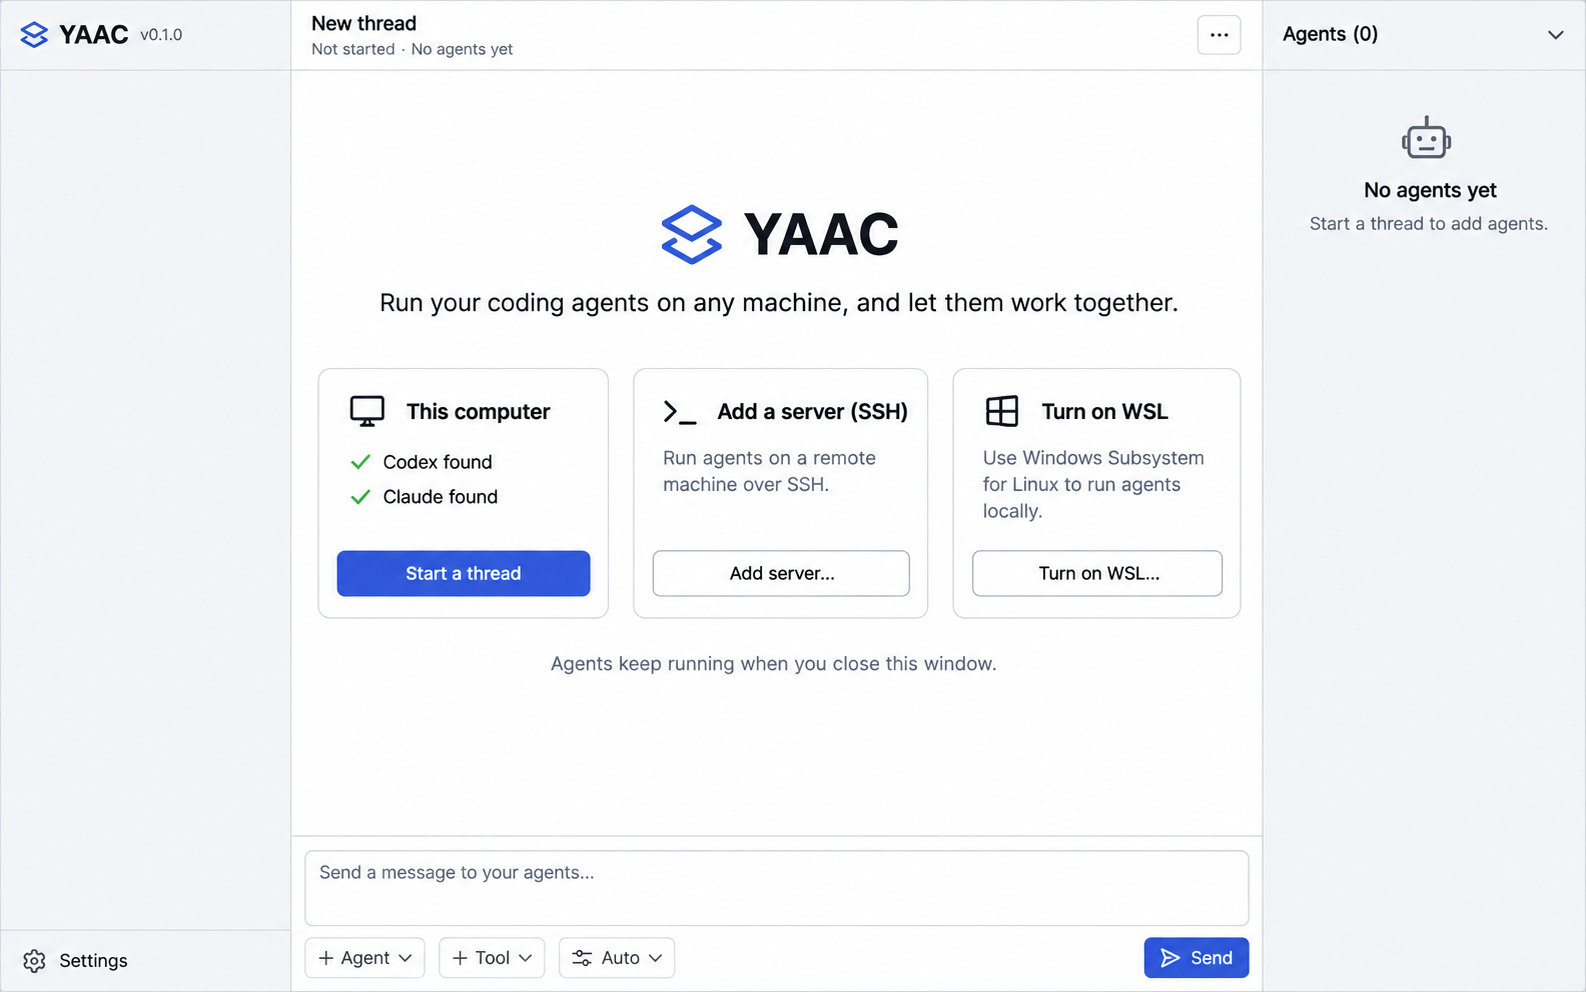 YAAC v0.1.0
New thread
Not started · No agents yet
Agents (0)
No agents yet
Start a thread to add agents.
YAAC
Run your coding agents on any machine, and let them work together.
This computer
Codex found
Claude found
Start a thread
Add a server (SSH)
Run agents on a remote
machine over SSH.
Add server...
Turn on WSL
Use Windows Subsystem
for Linux to run agents
locally.
Turn on WSL...
Agents keep running when you close this window.
Send a message to your agents...
+ Agent
+ Tool
Auto
Send
Settings